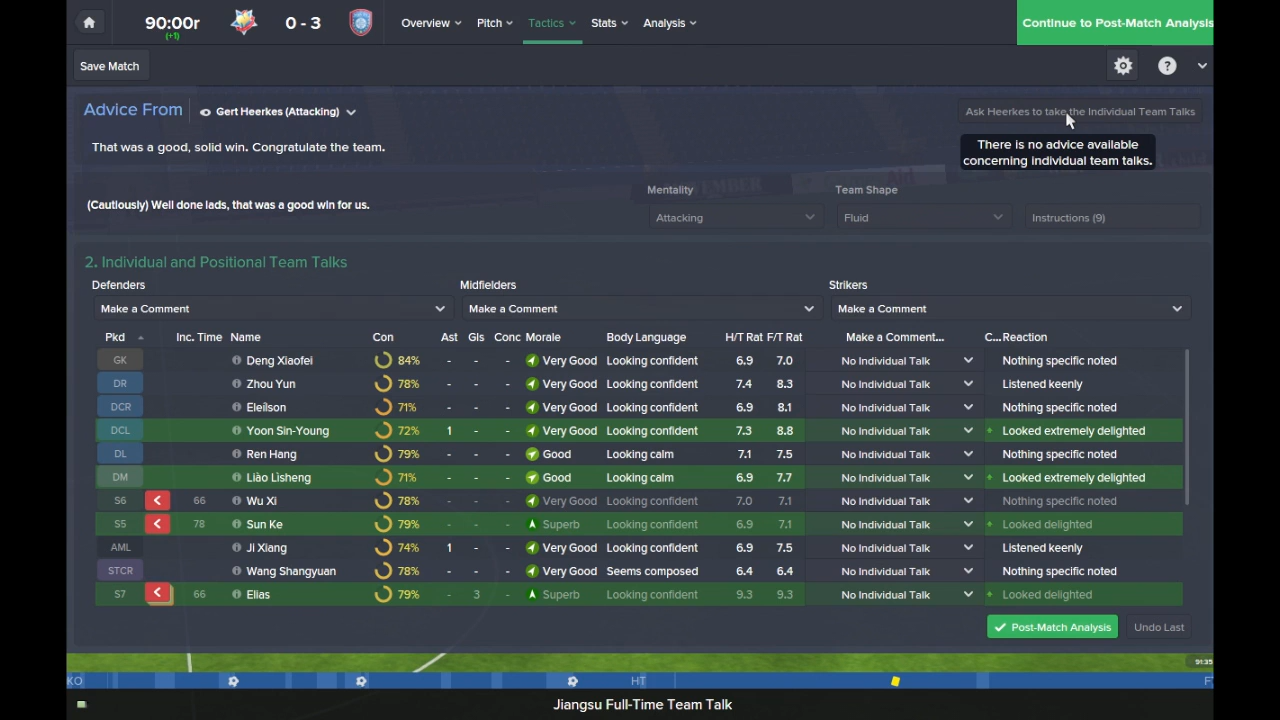 90:00r
(+1)
0 - 3
Overview
Pitch
Tactics
Stats
Analysis
Continue to Post-Match Analysis
Save Match
?
Advice From
Gert Heerkes (Attacking)
Ask Heerkes to take the Individual Team Talks
That was a good, solid win. Congratulate the team.
There is no advice available
concerning individual team talks.
(Cautiously) Well done lads, that was a good win for us.
Mentality
Team Shape
Attacking
Fluid
Instructions (9)
2. Individual and Positional Team Talks
Defenders
Midfielders
Strikers
Make a Comment
Make a Comment
Make a Comment
Pkd Inc. Time Name Con Ast Gls Conc Morale Body Language H/T Rat F/T Rat Make a Comment... C... Reaction
GK Deng Xiaofei 84% - - - Very Good Looking confident 6.9 7.0 No Individual Talk Nothing specific noted
DR Zhou Yun 78% - - - Very Good Looking confident 7.4 8.3 No Individual Talk Listened keenly
DCR Eleílson 71% - - - Very Good Looking confident 6.9 8.1 No Individual Talk Nothing specific noted
DCL Yoon Sin-Young 72% 1 - - Very Good Looking confident 7.3 8.8 No Individual Talk Looked extremely delighted
DL Ren Hang 79% - - - Good Looking calm 7.1 7.5 No Individual Talk Nothing specific noted
DM Liào Lìsheng 71% - - - Good Looking calm 6.9 7.7 No Individual Talk Looked extremely delighted
S6 66 Wu Xi 78% - - - Very Good Looking confident 7.0 7.1 No Individual Talk Nothing specific noted
S5 78 Sun Ke 79% - - - Superb Looking confident 6.9 7.1 No Individual Talk Looked delighted
AML Ji Xiang 74% 1 - - Very Good Looking confident 6.9 7.5 No Individual Talk Listened keenly
STCR Wang Shangyuan 78% - - - Very Good Seems composed 6.4 6.4 No Individual Talk Nothing specific noted
S7 66 Elias 79% - 3 - Superb Looking confident 9.3 9.3 No Individual Talk Looked delighted
Post-Match Analysis
Undo Last
91:35
KO
HT
F
Jiangsu Full-Time Team Talk